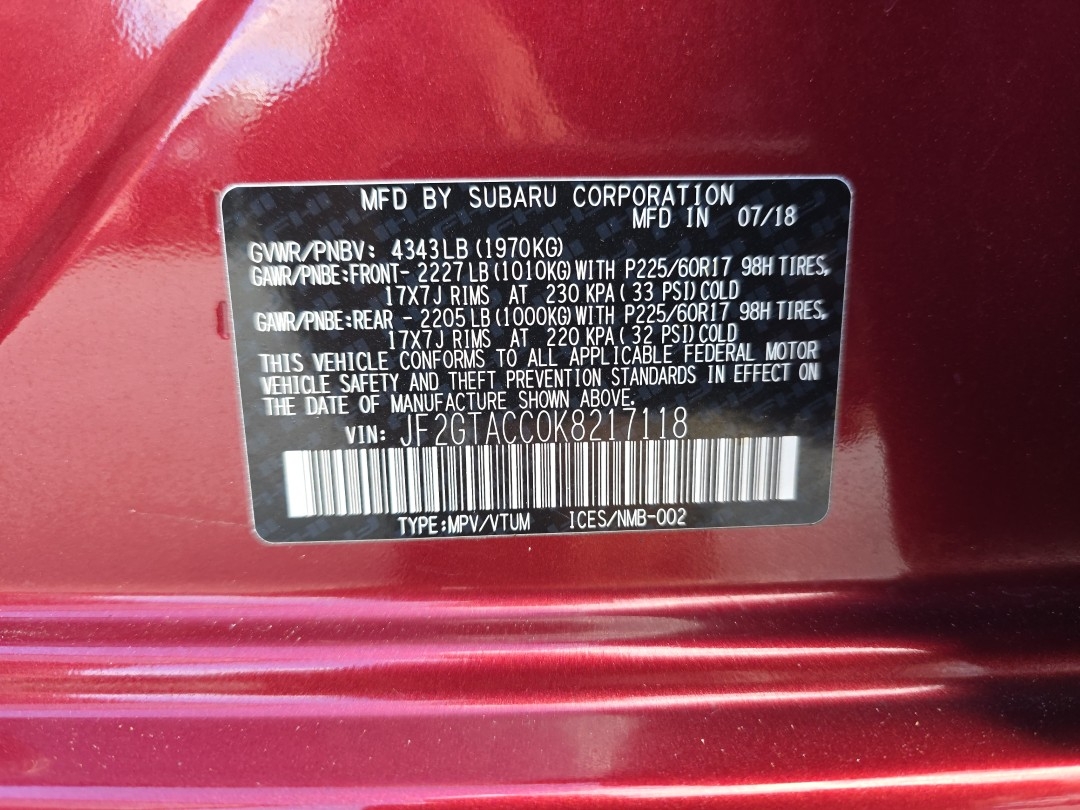 MFD BY SUBARU CORPORATION
MFD IN 07/18
GVWR/PNBV: 4343LB (1970KG)
GAWR/PNBE:FRONT- 2227LB (1010KG) WITH P225/60R17 98H TIRES,
17X7J RIMS AT 230 KPA ( 33 PSI) COLD
GAWR/PNBE:REAR - 2205LB (1000KG) WITH P225/60R17 98H TIRES,
17X7J RIMS AT 220 KPA ( 32 PSI) COLD
THIS VEHICLE CONFORMS TO ALL APPLICABLE FEDERAL MOTOR
VEHICLE SAFETY AND THEFT PREVENTION STANDARDS IN EFFECT ON
THE DATE OF MANUFACTURE SHOWN ABOVE.
VIN: JF2GTACC0K8217118
TYPE:MPV/VTUM ICES/NMB-002